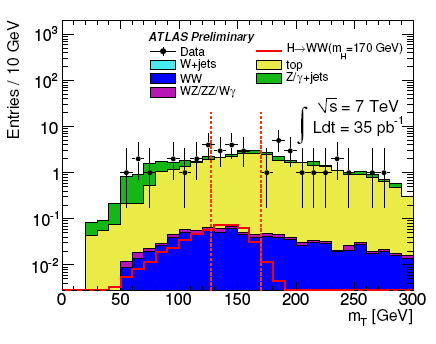 ATLAS Preliminary
Data
H→WW(m_H=170 GeV)
W+jets
top
WW
Z/γ+jets
WZ/ZZ/Wγ
√s = 7 TeV
∫ Ldt = 35 pb⁻¹
Entries / 10 GeV
10³
10²
10
1
10⁻¹
10⁻²
0 50 100 150 200 250 300
m_T [GeV]